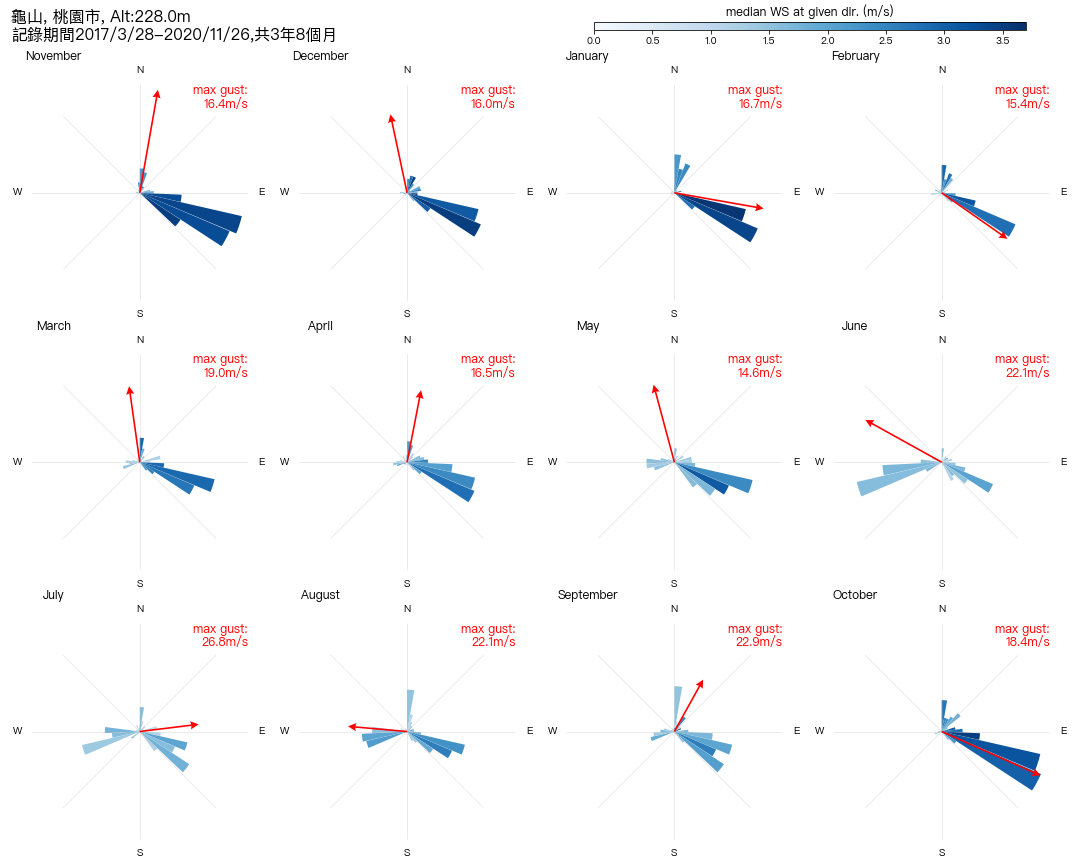 龜山, 桃園市, Alt:228.0m
記錄期間2017/3/28−2020/11/26,共3年8個月
median WS at given dir. (m/s)
0.0 0.5 1.0 1.5 2.0 2.5 3.0 3.5
November
N
max gust:
16.4m/s
W E
S
December
N
max gust:
16.0m/s
W E
S
January
N
max gust:
16.7m/s
W E
S
February
N
max gust:
15.4m/s
W E
S
March
N
max gust:
19.0m/s
W E
S
April
N
max gust:
16.5m/s
W E
S
May
N
max gust:
14.6m/s
W E
S
June
N
max gust:
22.1m/s
W E
S
July
N
max gust:
26.8m/s
W E
S
August
N
max gust:
22.1m/s
W E
S
September
N
max gust:
22.9m/s
W E
S
October
N
max gust:
18.4m/s
W E
S